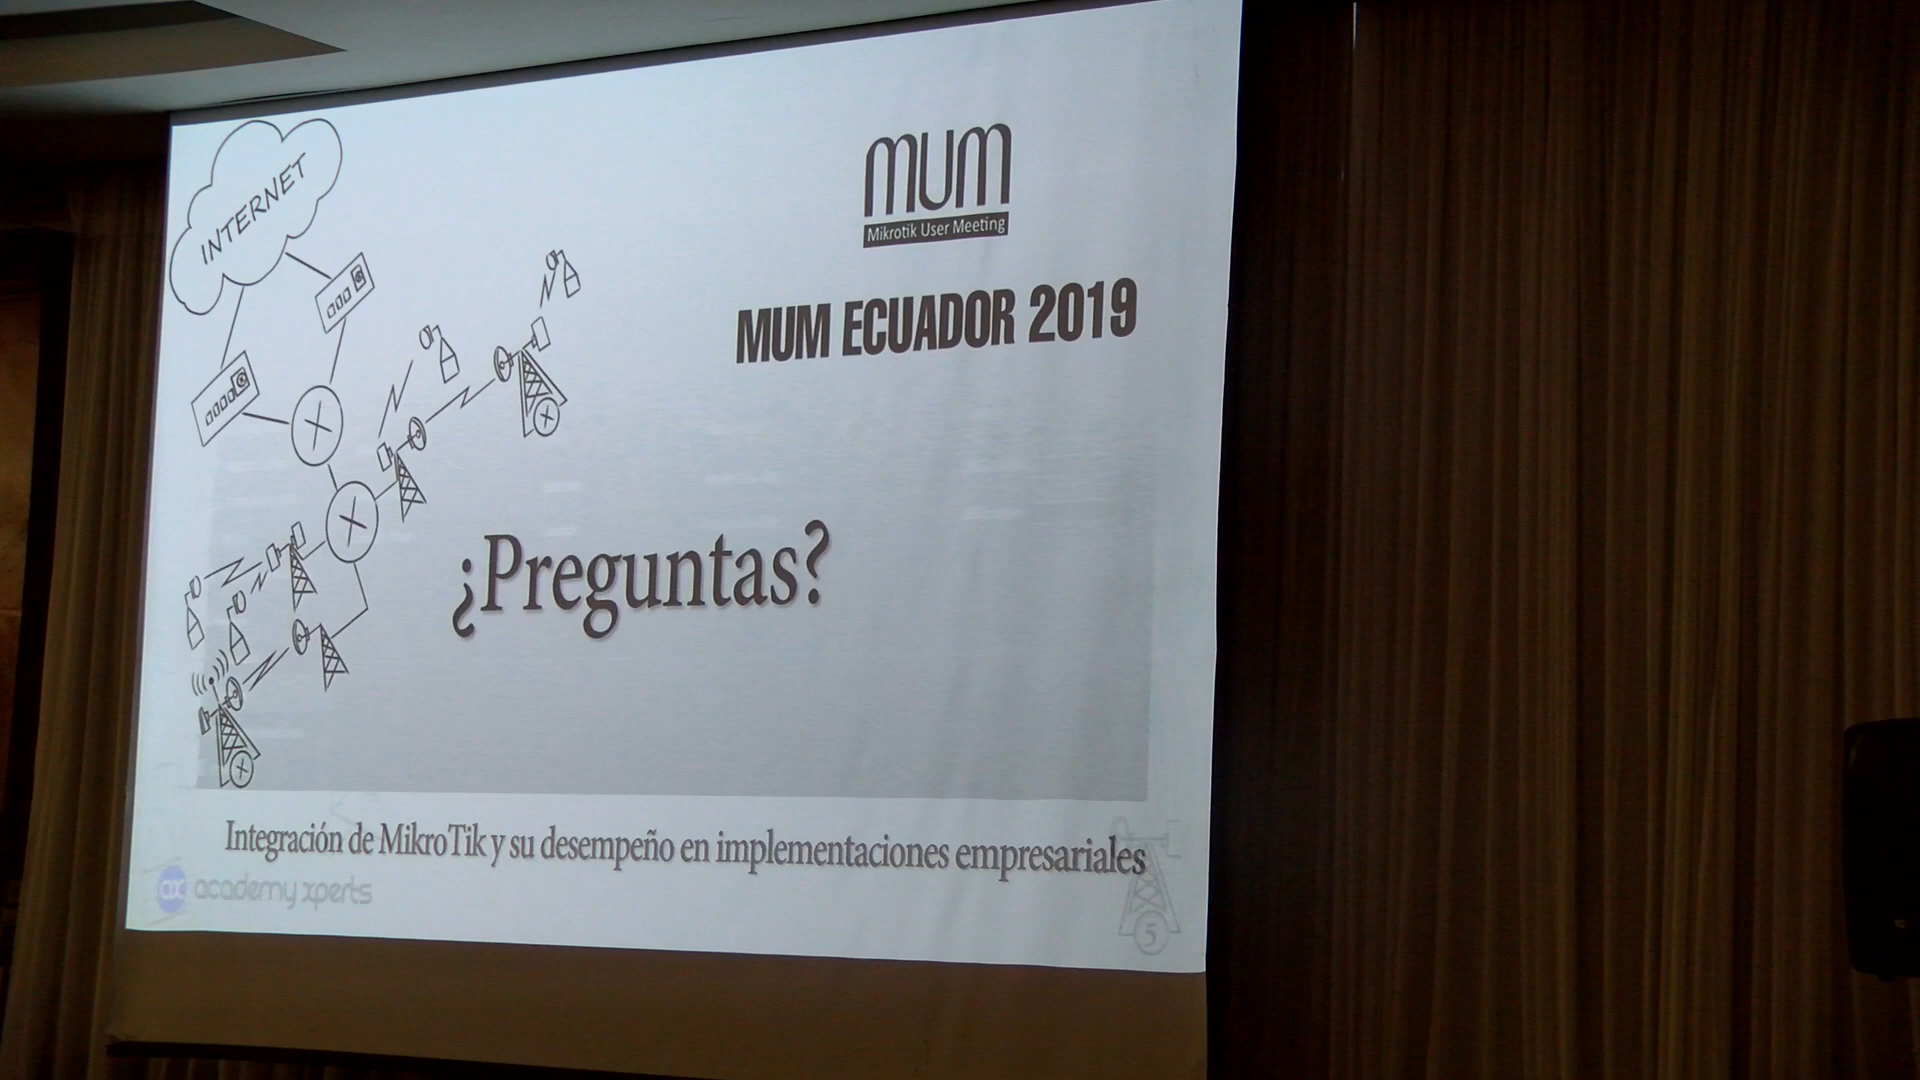 INTERNET
mum
Mikrotik User Meeting
MUM ECUADOR 2019
¿Preguntas?
Integración de MikroTik y su desempeño en implementaciones empresariales
ax academy xperts
5